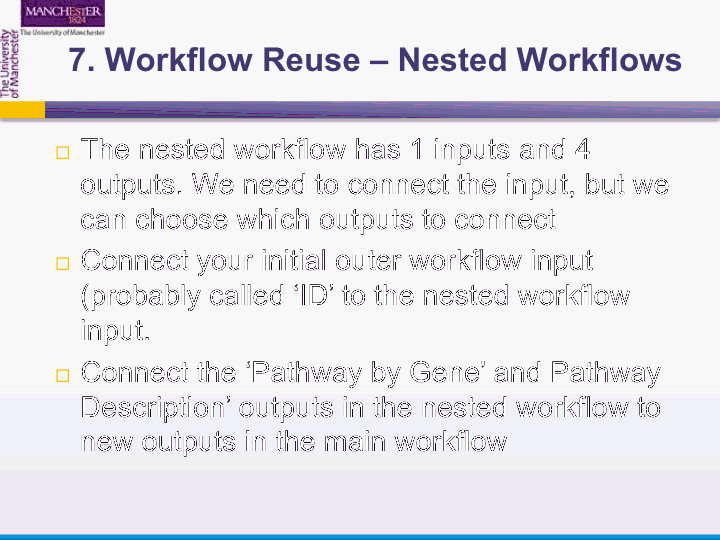 MANCHESTER
1824
The University of Manchester
The University
of Manchester
7. Workflow Reuse – Nested Workflows
The nested workflow has 1 inputs and 4
outputs. We need to connect the input, but we
can choose which outputs to connect
Connect your initial outer workflow input
(probably called ‘ID’ to the nested workflow
input.
Connect the ‘Pathway by Gene’ and Pathway
Description’ outputs in the nested workflow to
new outputs in the main workflow